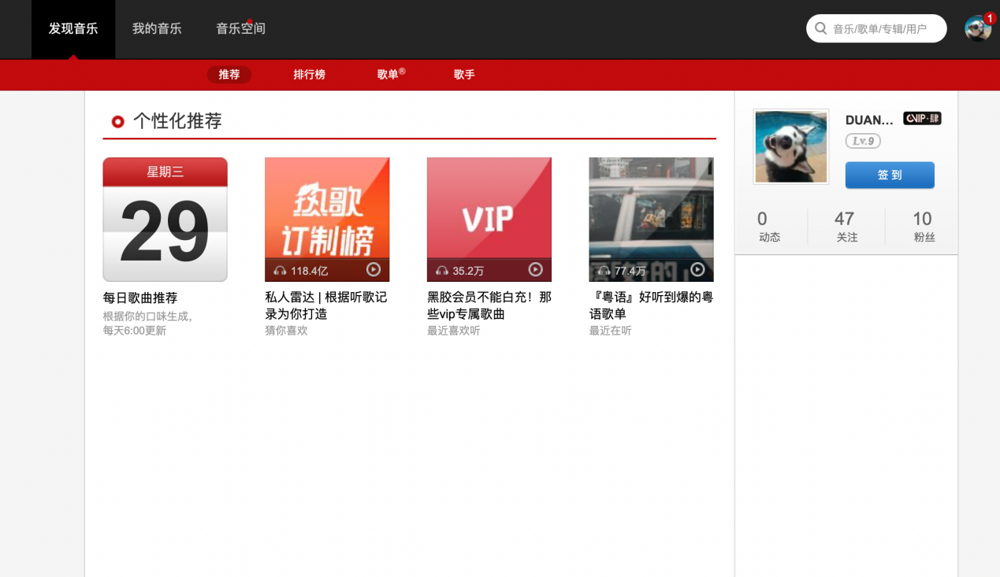 发现音乐
我的音乐
音乐空间
音乐/歌单/专辑/用户
1
推荐
排行榜
歌单®
歌手
个性化推荐
星期三
29
每日歌曲推荐
根据你的口味生成,
每天6:00更新
热歌
订制榜
118.4亿
私人雷达 | 根据听歌记
录为你打造
猜你喜欢
VIP
35.2万
黑胶会员不能白充！那
些vip专属歌曲
最近喜欢听
77.4万
『粤语』好听到爆的粤
语歌单
最近在听
DUAN...
VIP·肆
Lv.9
签 到
0
动态
47
关注
10
粉丝